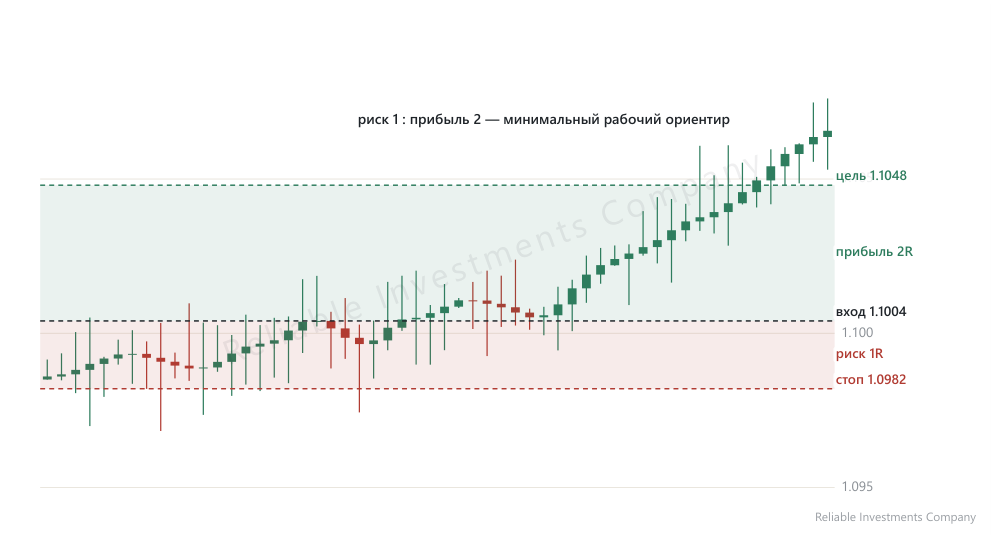 риск 1 : прибыль 2 — минимальный рабочий ориентир
цель 1.1048
прибыль 2R
вход 1.1004
1.100
риск 1R
стоп 1.0982
1.095
Reliable Investments Company
Reliable Investments Company